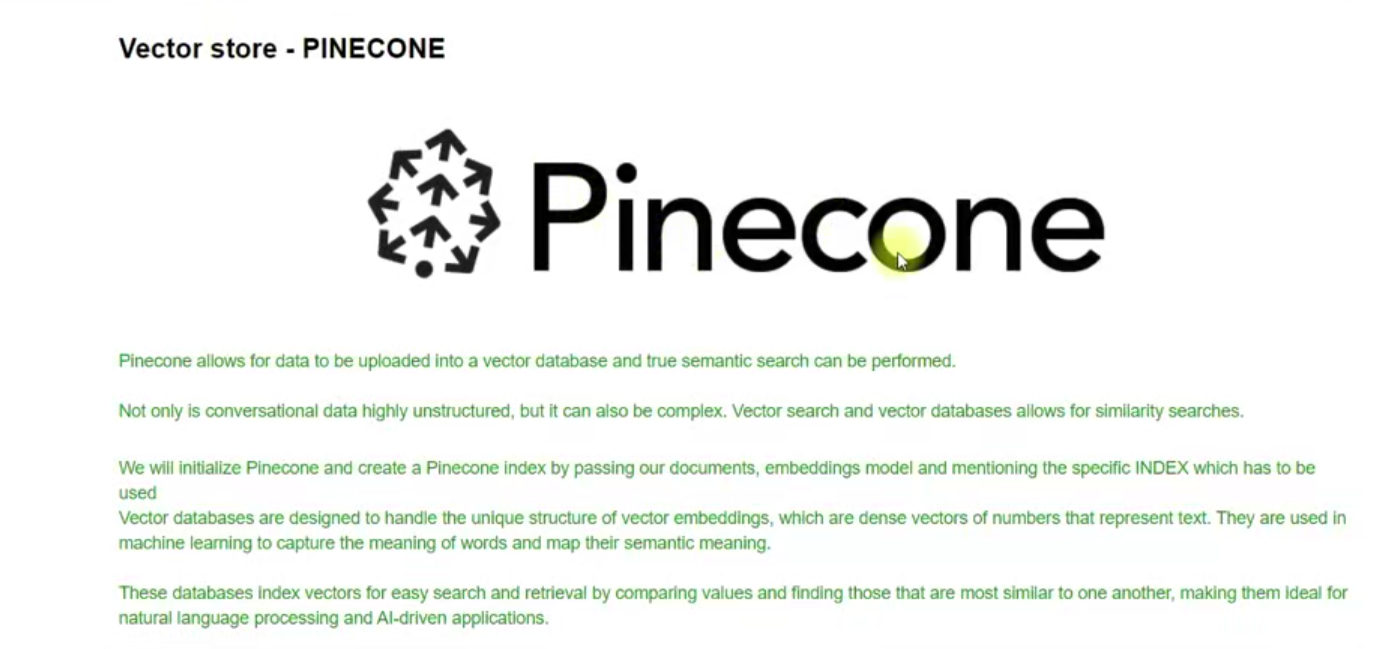 Vector store - PINECONE
Pinecone
Pinecone allows for data to be uploaded into a vector database and true semantic search can be performed.
Not only is conversational data highly unstructured, but it can also be complex. Vector search and vector databases allows for similarity searches.
We will initialize Pinecone and create a Pinecone index by passing our documents, embeddings model and mentioning the specific INDEX which has to be
used
Vector databases are designed to handle the unique structure of vector embeddings, which are dense vectors of numbers that represent text. They are used in
machine learning to capture the meaning of words and map their semantic meaning.
These databases index vectors for easy search and retrieval by comparing values and finding those that are most similar to one another, making them ideal for
natural language processing and AI-driven applications.